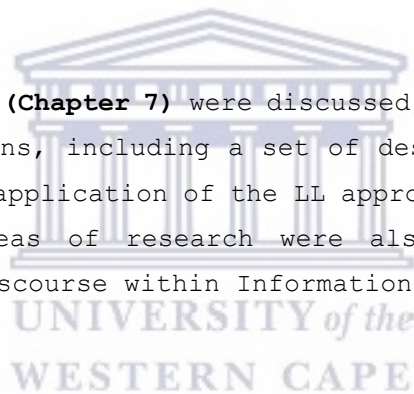 (Chapter 7) were discussed
ns, including a set of des
application of the LL appro
eas of research were als
scourse within Information
UNIVERSITY of the
WESTERN CAPE